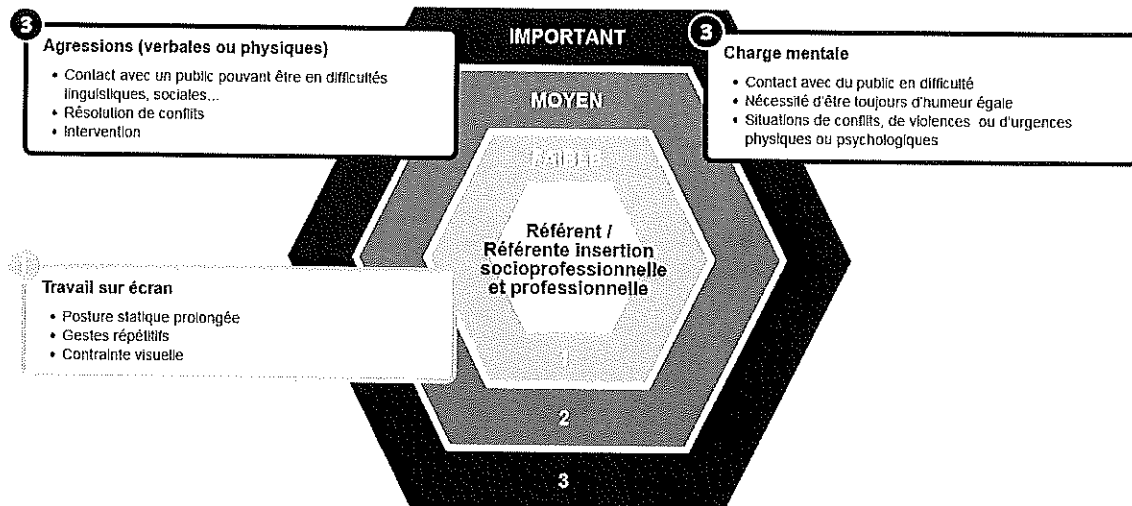 3
Agressions (verbales ou physiques)
• Contact avec un public pouvant être en difficultés
linguistiques, sociales...
• Résolution de conflits
• Intervention
IMPORTANT
MOYEN
FAIBLE
3
Charge mentale
• Contact avec du public en difficulté
• Nécessité d'être toujours d'humeur égale
• Situations de conflits, de violences ou d'urgences
physiques ou psychologiques
Référent /
Référente insertion
socioprofessionnelle
et professionnelle
Travail sur écran
• Posture statique prolongée
• Gestes répétitifs
• Contrainte visuelle
1
2
3